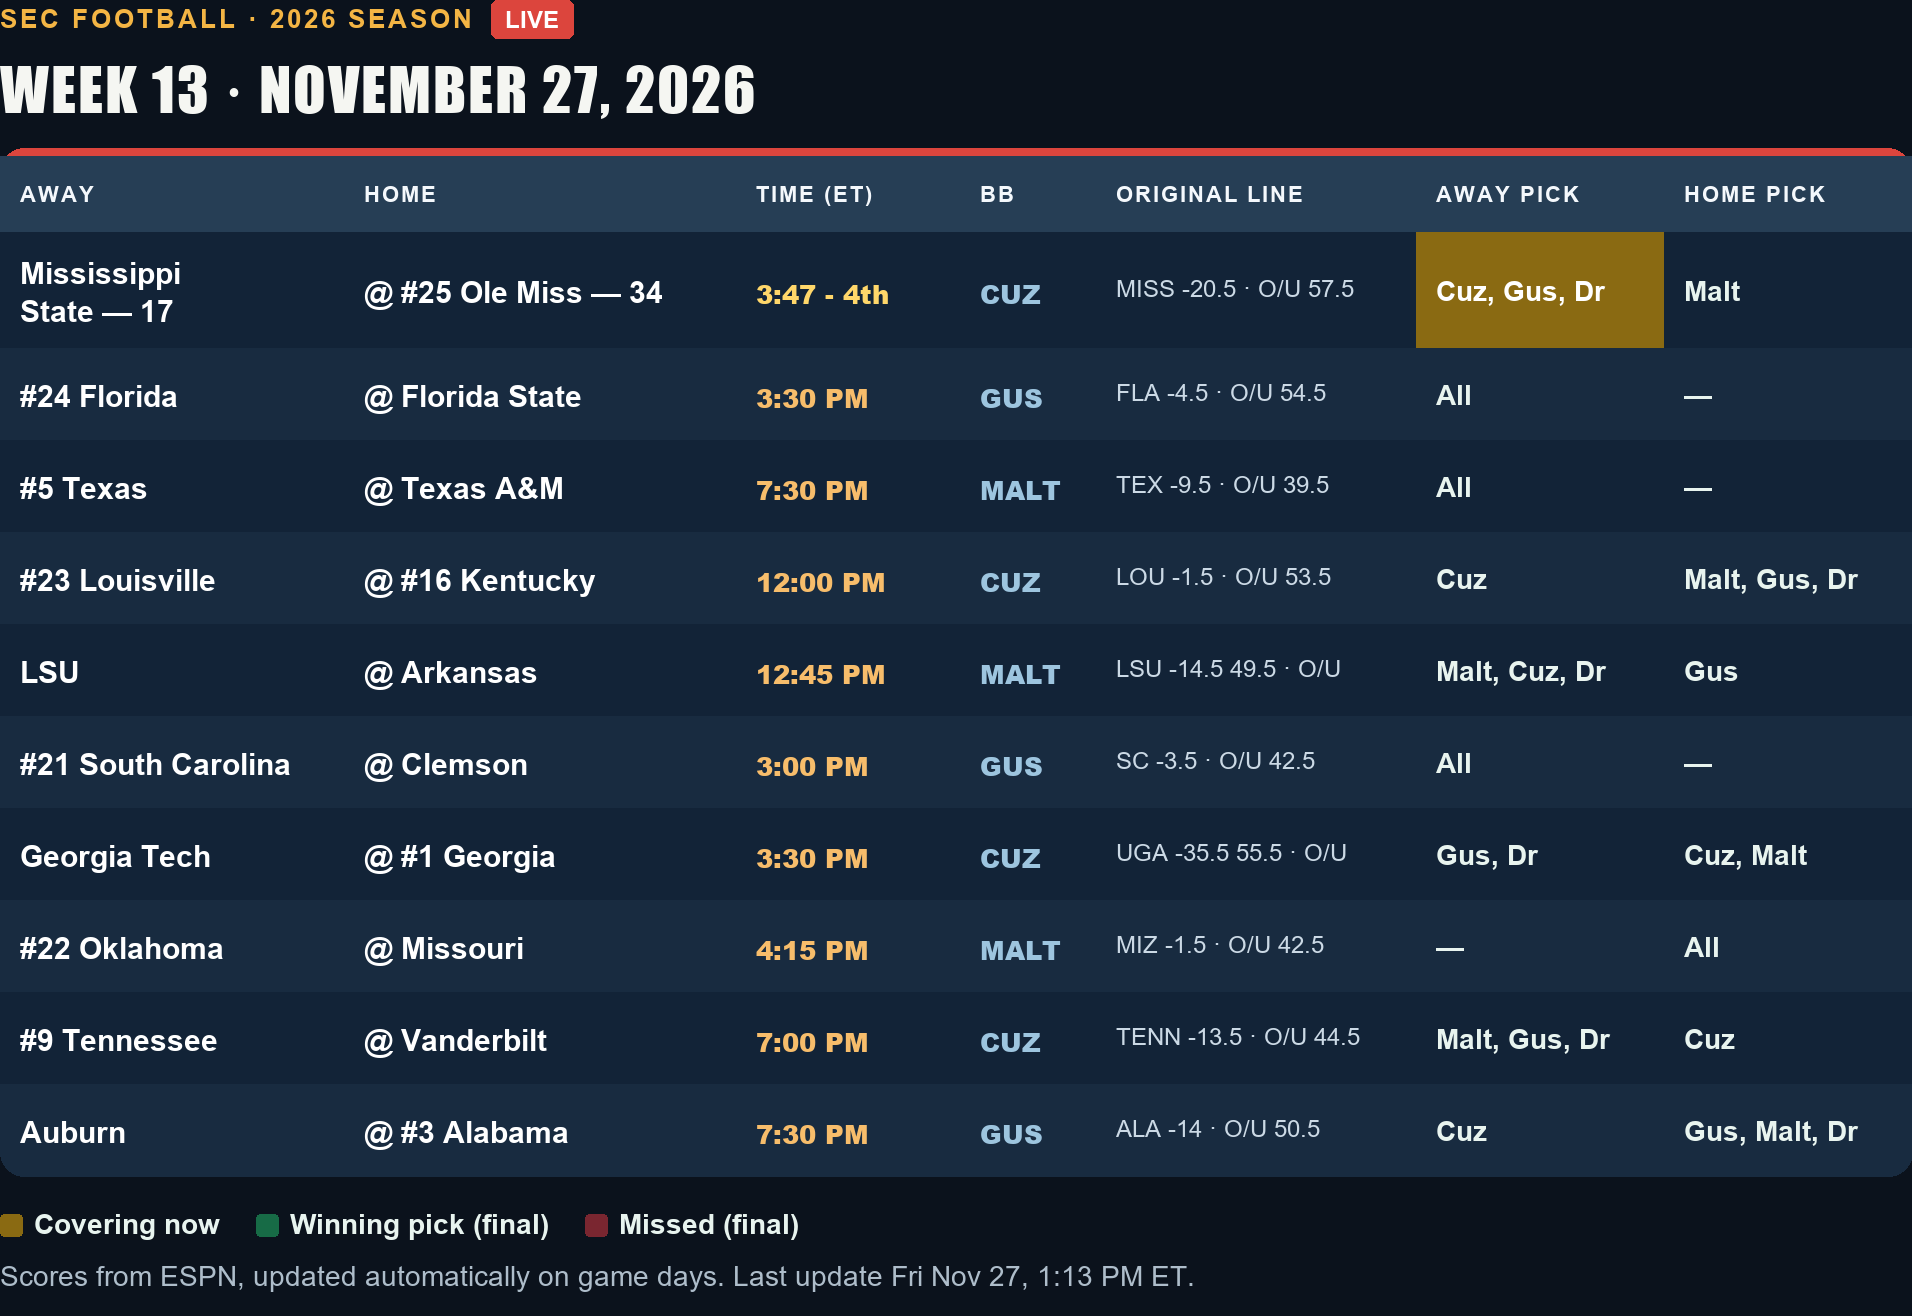 SEC FOOTBALL · 2026 SEASON LIVE
WEEK 13 · NOVEMBER 27, 2026
AWAY HOME TIME (ET) BB ORIGINAL LINE AWAY PICK HOME PICK
Mississippi
State — 17 @ #25 Ole Miss — 34 3:47 - 4th CUZ MISS -20.5 · O/U 57.5 Cuz, Gus, Dr Malt
#24 Florida @ Florida State 3:30 PM GUS FLA -4.5 · O/U 54.5 All —
#5 Texas @ Texas A&M 7:30 PM MALT TEX -9.5 · O/U 39.5 All —
#23 Louisville @ #16 Kentucky 12:00 PM CUZ LOU -1.5 · O/U 53.5 Cuz Malt, Gus, Dr
LSU @ Arkansas 12:45 PM MALT LSU -14.5 49.5 · O/U Malt, Cuz, Dr Gus
#21 South Carolina @ Clemson 3:00 PM GUS SC -3.5 · O/U 42.5 All —
Georgia Tech @ #1 Georgia 3:30 PM CUZ UGA -35.5 55.5 · O/U Gus, Dr Cuz, Malt
#22 Oklahoma @ Missouri 4:15 PM MALT MIZ -1.5 · O/U 42.5 — All
#9 Tennessee @ Vanderbilt 7:00 PM CUZ TENN -13.5 · O/U 44.5 Malt, Gus, Dr Cuz
Auburn @ #3 Alabama 7:30 PM GUS ALA -14 · O/U 50.5 Cuz Gus, Malt, Dr
Covering now Winning pick (final) Missed (final)
Scores from ESPN, updated automatically on game days. Last update Fri Nov 27, 1:13 PM ET.